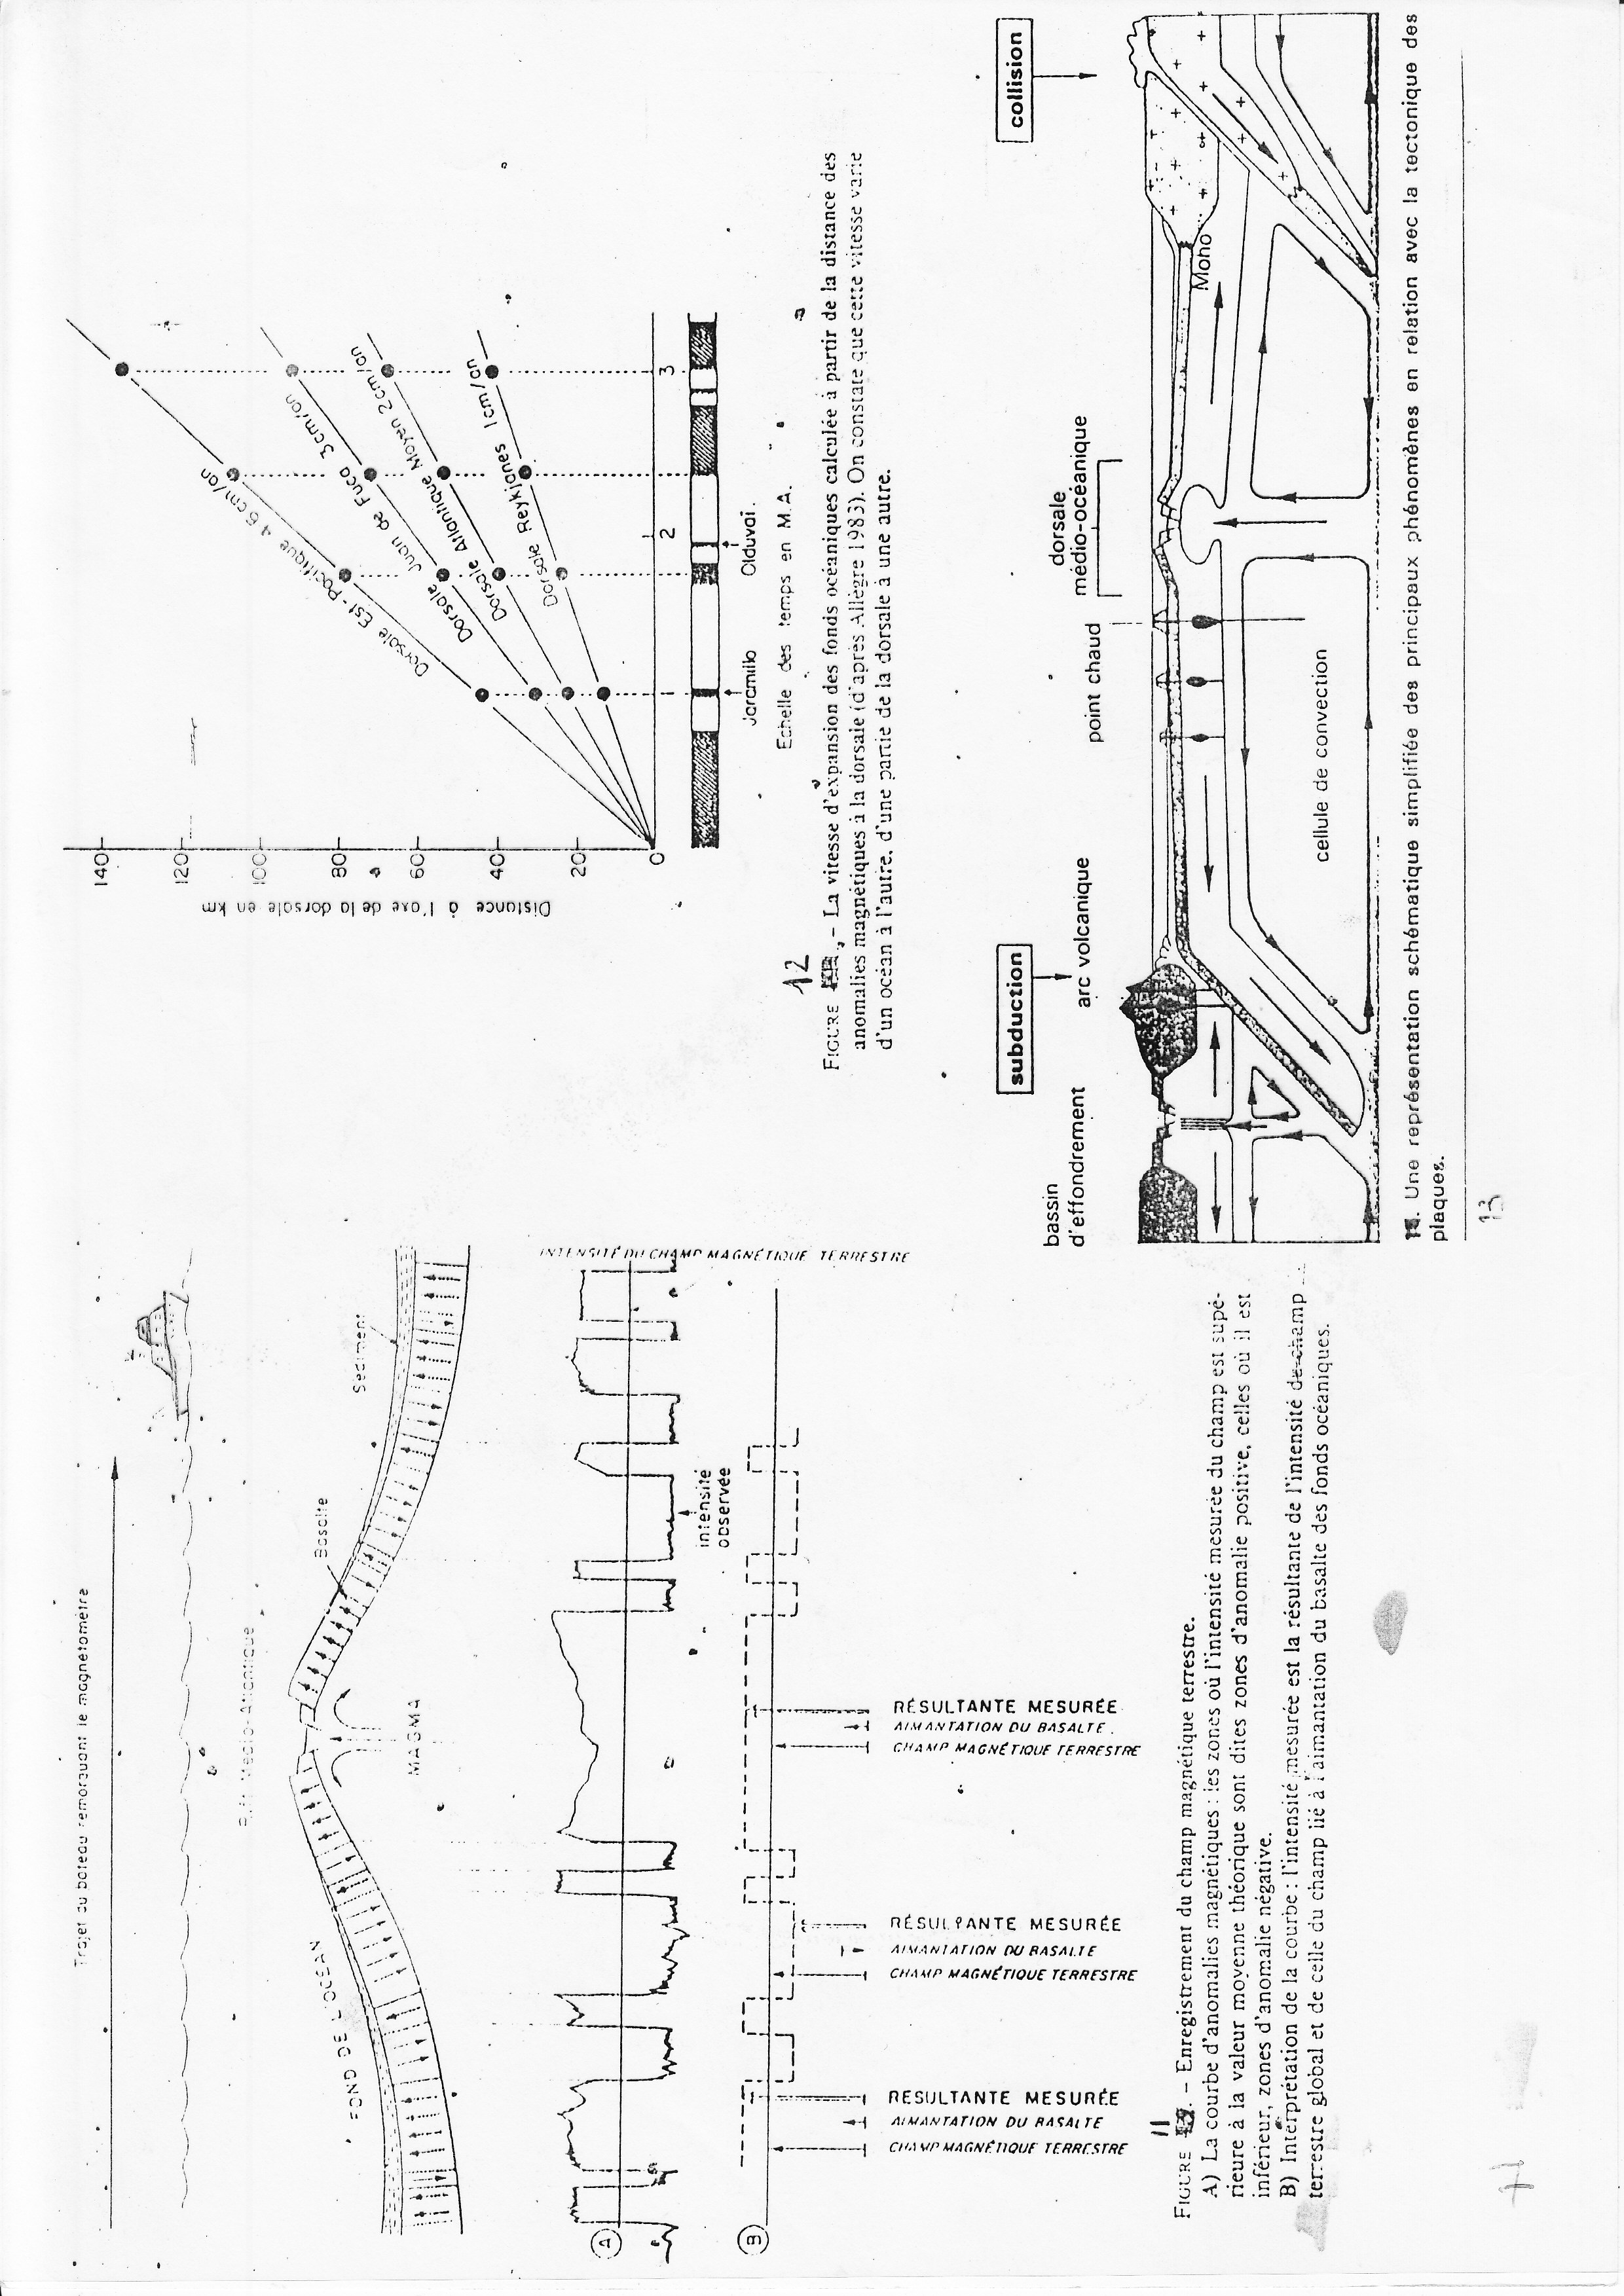 Trajet du bateau remorquant le magnétomètre
Rift Médio-Atlantique
FOND DE L'OCÉAN
MAGMA
Basalte
Sédiment
INTENSITÉ DU CHAMP MAGNÉTIQUE TERRESTRE
A
intensité
observée
B
RÉSULTANTE MESURÉE
AIMANTATION DU BASALTE
CHAMP MAGNÉTIQUE TERRESTRE
RÉSULTANTE MESURÉE
AIMANTATION DU BASALTE
CHAMP MAGNÉTIQUE TERRESTRE
RÉSULTANTE MESURÉE
AIMANTATION DU BASALTE
CHAMP MAGNÉTIQUE TERRESTRE
FIGURE 11 . – Enregistrement du champ magnétique terrestre.
A) La courbe d'anomalies magnétiques : les zones où l'intensité mesurée du champ est supé-
rieure à la valeur moyenne théorique sont dites zones d'anomalie positive, celles où il est
inférieur, zones d'anomalie négative.
B) Interprétation de la courbe : l'intensité mesurée est la résultante de l'intensité de champ
terrestre global et de celle du champ lié à l'aimantation du basalte des fonds océaniques.
7
Distance à l'axe de la dorsale en km
140
120
100
80
60
40
20
0
Dorsale Est-Pacifique 4 6 cm/an
Dorsale Juan de Fuca 3 cm/an
Dorsale Atlantique Moyen 2 cm/an
Dorsale Reykjanes 1 cm/an
1
2
3
Jaramillo
Olduvai.
Echelle des temps en M.A.
FIGURE 12 , – La vitesse d'expansion des fonds océaniques calculée à partir de la distance des
anomalies magnétiques à la dorsale (d'après Allègre 1983). On constate que cette vitesse varie
d'un océan à l'autre, d'une partie de la dorsale à une autre.
subduction
collision
bassin
d'effondrement
arc volcanique
point chaud
dorsale
médio-océanique
Moho
cellule de convection
. Une représentation schématique simplifiée des principaux phénomènes en relation avec la tectonique des
plaques.
13